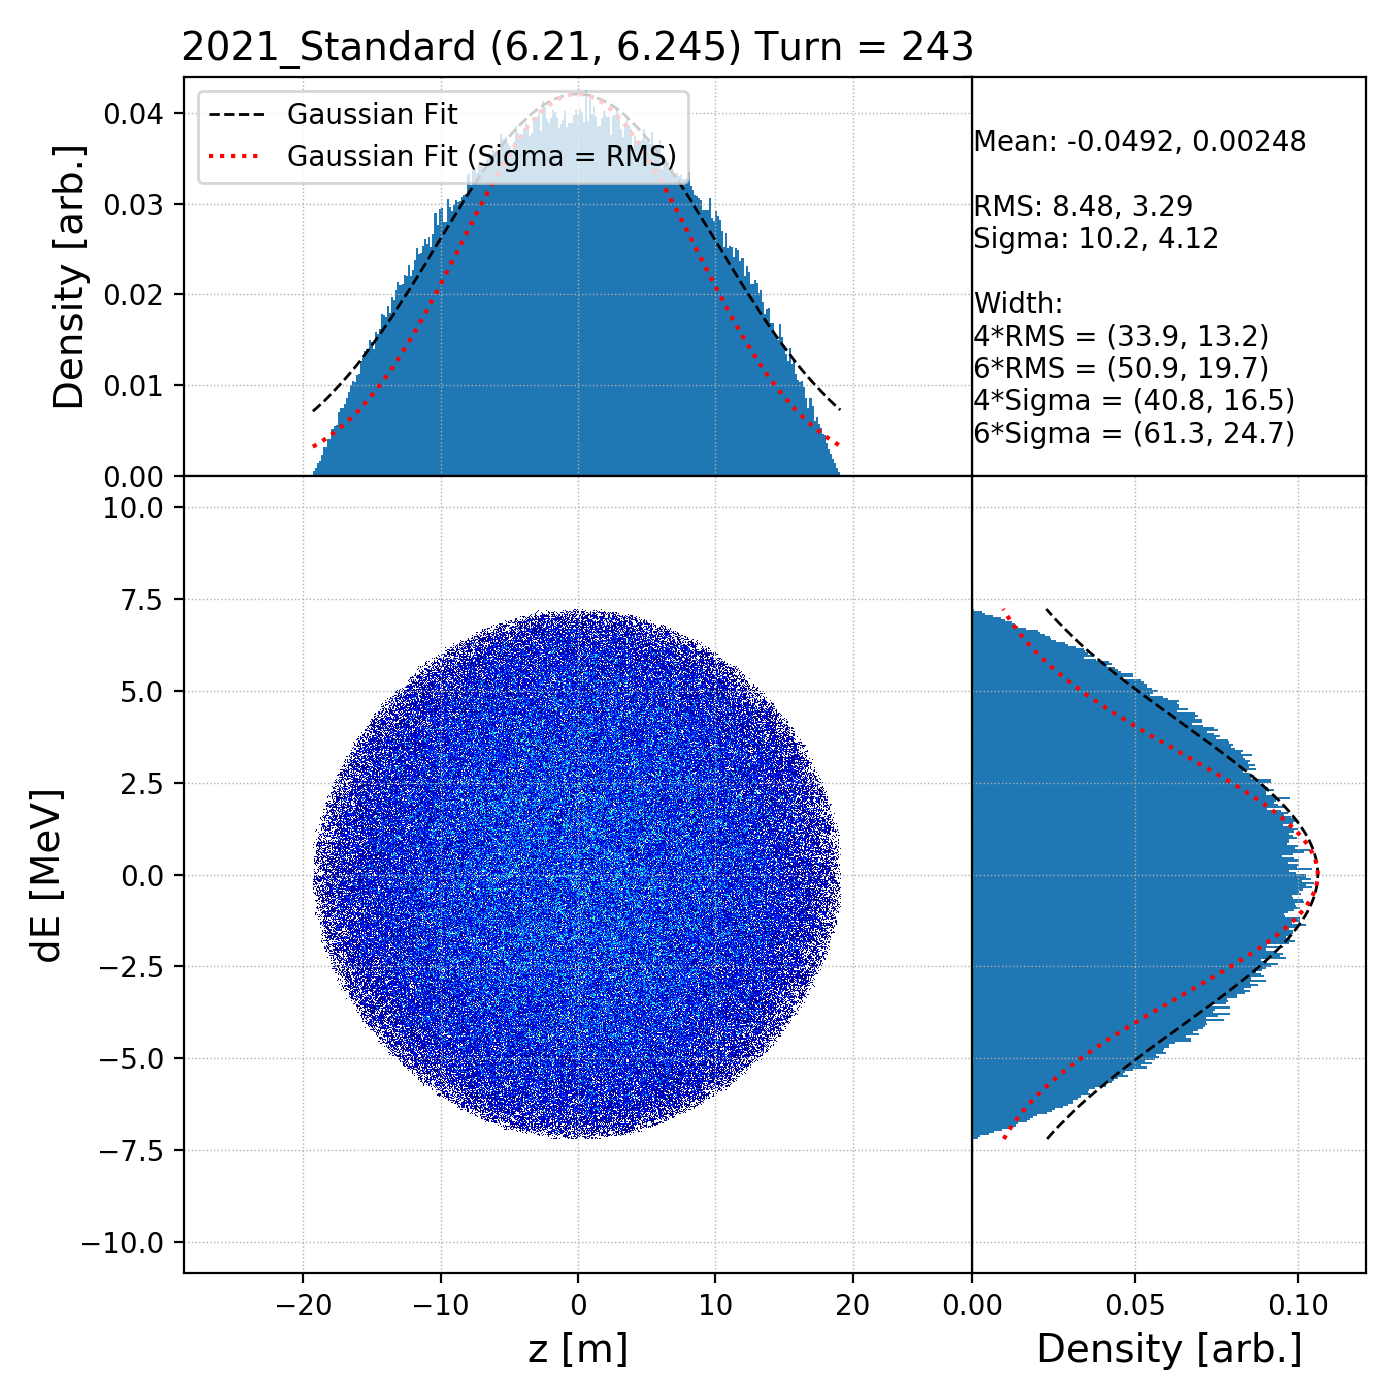 2021_Standard (6.21, 6.245) Turn = 243
Gaussian Fit
Gaussian Fit (Sigma = RMS)
Density [arb.]
0.04
0.03
0.02
0.01
0.00
Mean: -0.0492, 0.00248
RMS: 8.48, 3.29
Sigma: 10.2, 4.12
Width:
4*RMS = (33.9, 13.2)
6*RMS = (50.9, 19.7)
4*Sigma = (40.8, 16.5)
6*Sigma = (61.3, 24.7)
dE [MeV]
10.0
7.5
5.0
2.5
0.0
−2.5
−5.0
−7.5
−10.0
−20 −10 0 10 20
z [m]
0.00 0.05 0.10
Density [arb.]